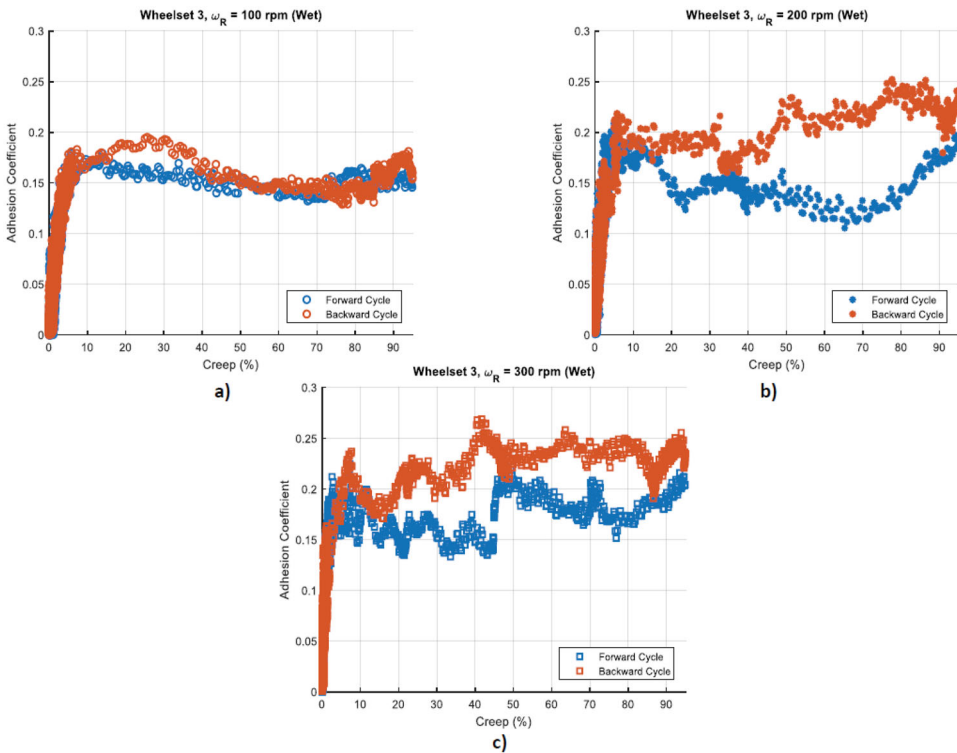 Wheelset 3, ω_R = 100 rpm (Wet)
0.3
0.25
0.2
0.15
0.1
0.05
0
Adhesion Coefficient
0 10 20 30 40 50 60 70 80 90
Creep (%)
Forward Cycle
Backward Cycle
a)
Wheelset 3, ω_R = 200 rpm (Wet)
0.3
0.25
0.2
0.15
0.1
0.05
0
Adhesion Coefficient
0 10 20 30 40 50 60 70 80 90
Creep (%)
Forward Cycle
Backward Cycle
b)
Wheelset 3, ω_R = 300 rpm (Wet)
0.3
0.25
0.2
0.15
0.1
0.05
0
Adhesion Coefficient
0 10 20 30 40 50 60 70 80 90
Creep (%)
Forward Cycle
Backward Cycle
c)